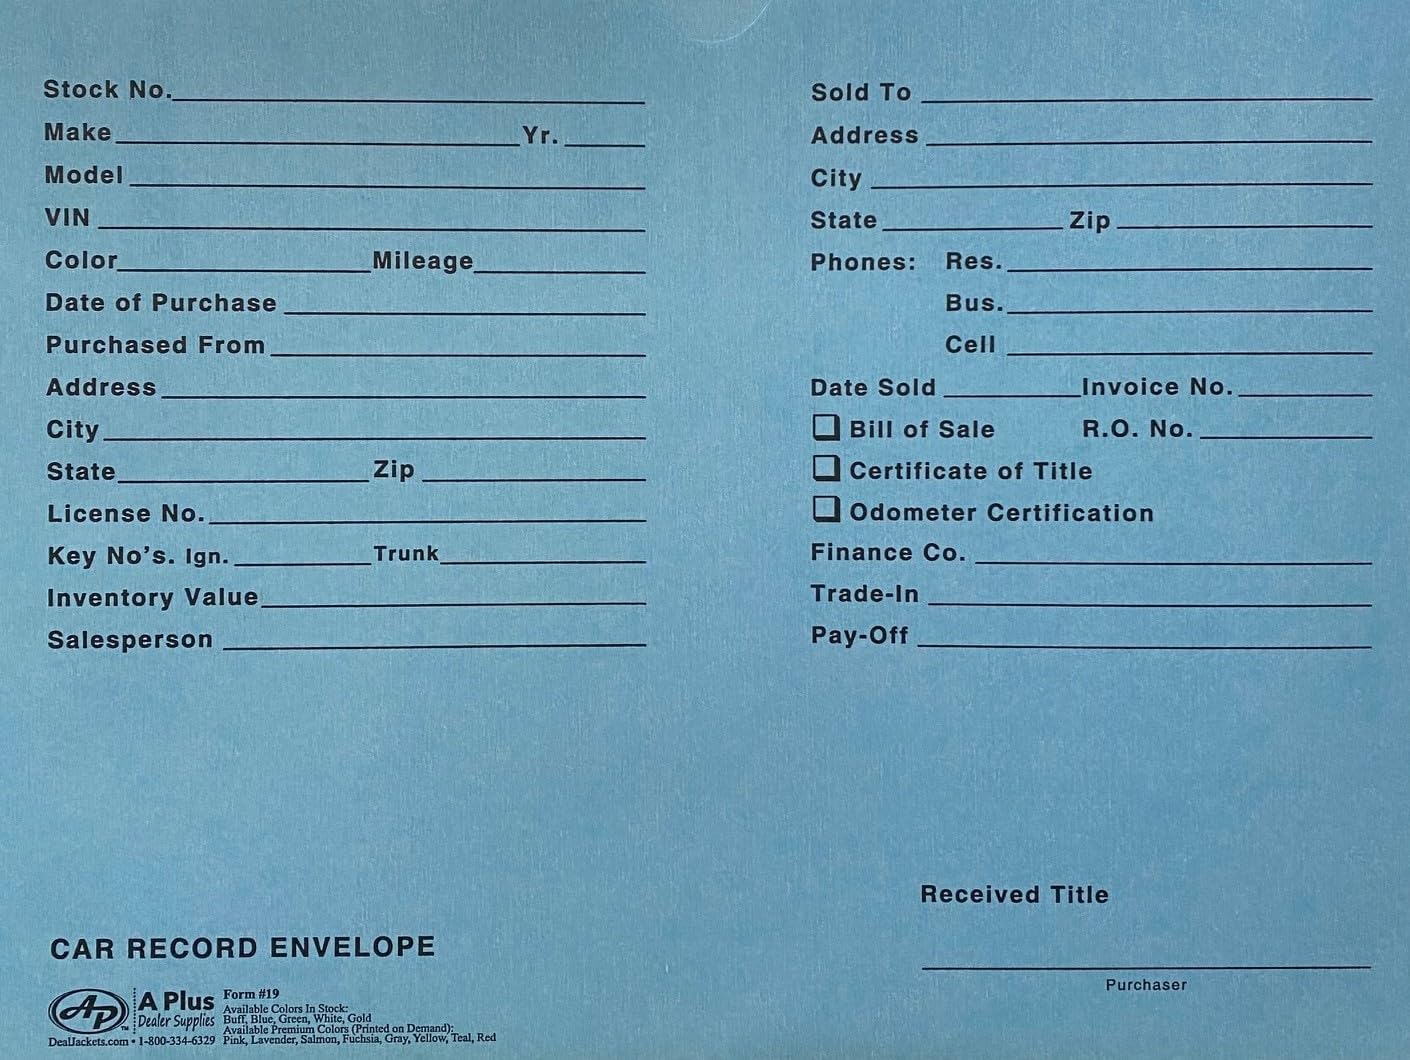 Stock No.
Make Yr.
Model
VIN
Color Mileage
Date of Purchase
Purchased From
Address
City
State Zip
License No.
Key No's. Ign. Trunk
Inventory Value
Salesperson
Sold To
Address
City
State Zip
Phones: Res.
Bus.
Cell
Date Sold Invoice No.
Bill of Sale R.O. No.
Certificate of Title
Odometer Certification
Finance Co.
Trade-In
Pay-Off
Received Title
Purchaser
CAR RECORD ENVELOPE
AP TM
A Plus
Dealer Supplies
DealJackets.com • 1-800-334-6329
Form #19
Available Colors In Stock:
Buff, Blue, Green, White, Gold
Available Premium Colors (Printed on Demand):
Pink, Lavender, Salmon, Fuchsia, Gray, Yellow, Teal, Red